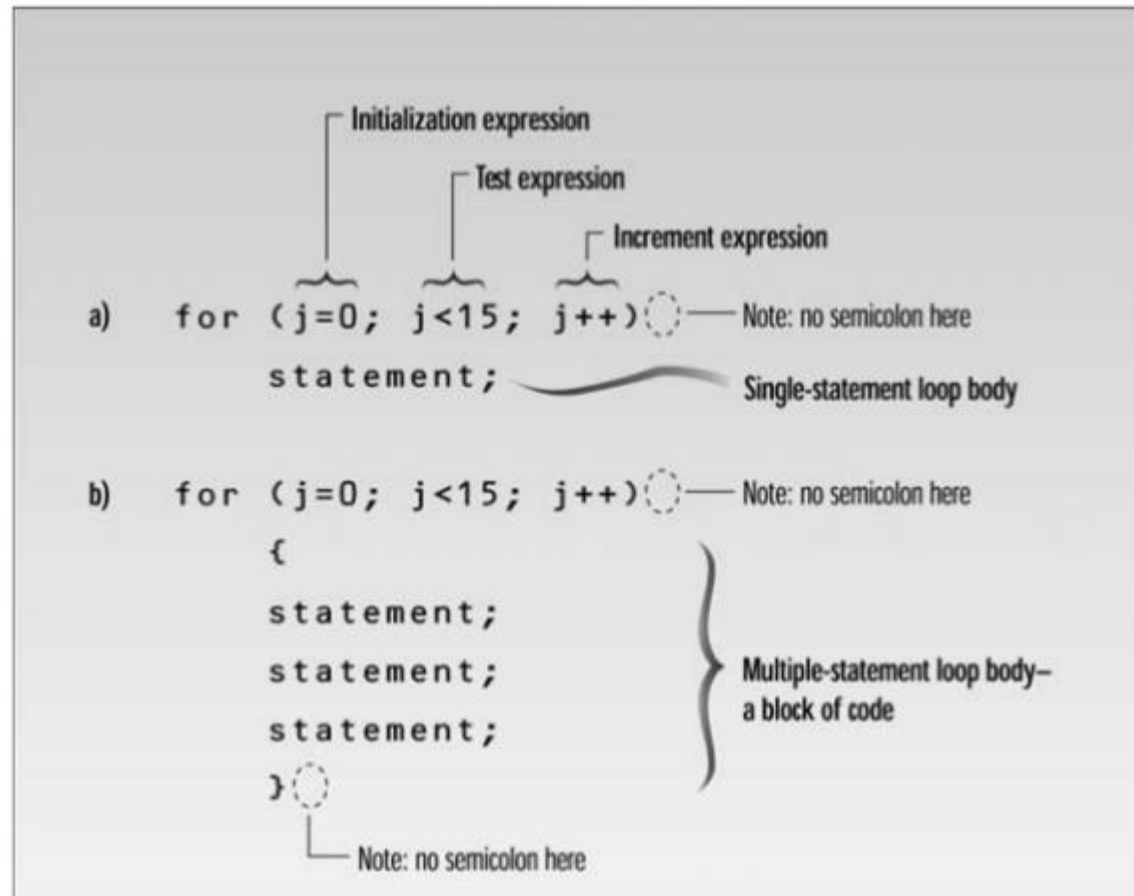 Initialization expression
Test expression
Increment expression
a) for (j=0; j<15; j++) Note: no semicolon here
statement; Single-statement loop body
b) for (j=0; j<15; j++) Note: no semicolon here
{
statement;
statement;
statement;
}
Multiple-statement loop body–
a block of code
Note: no semicolon here